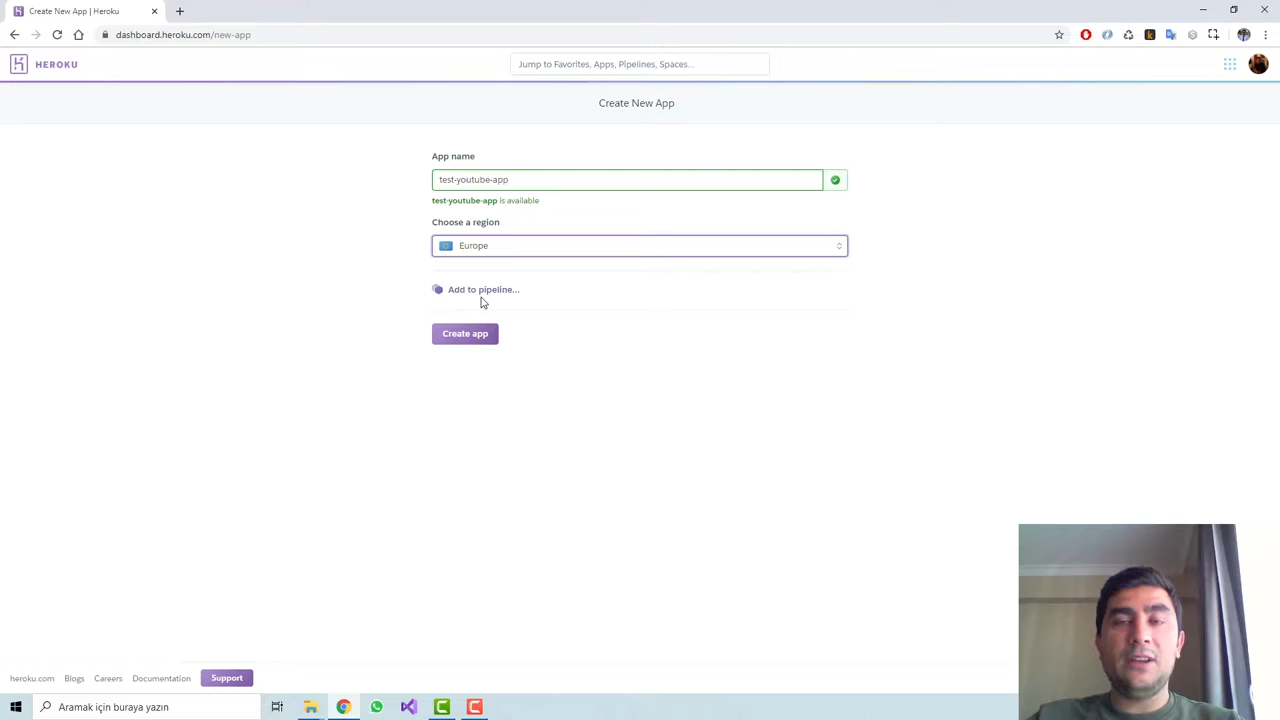 Create New App | Heroku
dashboard.heroku.com/new-app
HEROKU
Jump to Favorites, Apps, Pipelines, Spaces...
Create New App
App name
test-youtube-app
test-youtube-app is available
Choose a region
Europe
Add to pipeline...
Create app
heroku.com
Blogs
Careers
Documentation
Support
Aramak için buraya yazın